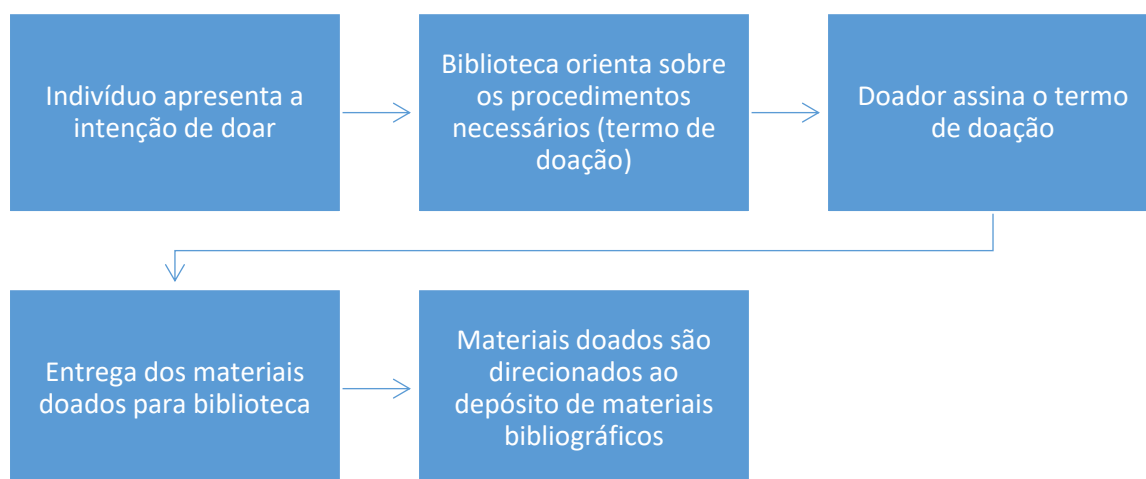 Indivíduo apresenta a
intenção de doar
Biblioteca orienta sobre
os procedimentos
necessários (termo de
doação)
Doador assina o termo
de doação
Entrega dos materiais
doados para biblioteca
Materiais doados são
direcionados ao
depósito de materiais
bibliográficos